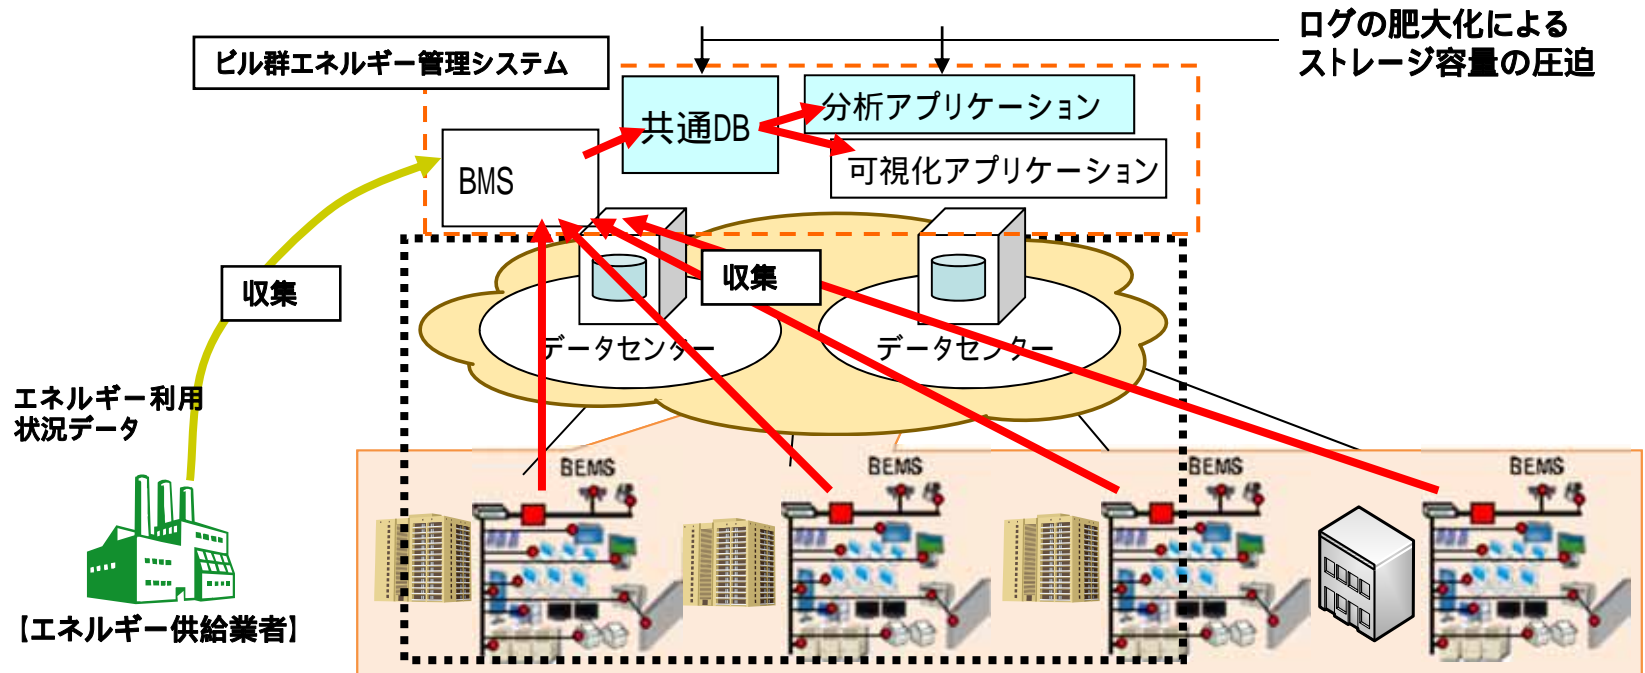 ログの肥大化による
ストレージ容量の圧迫
ビル群エネルギー管理システム
共通DB
分析アプリケーション
可視化アプリケーション
BMS
収集
収集
データセンター
データセンター
エネルギー利用
状況データ
BEMS
BEMS
BEMS
BEMS
【エネルギー供給業者】